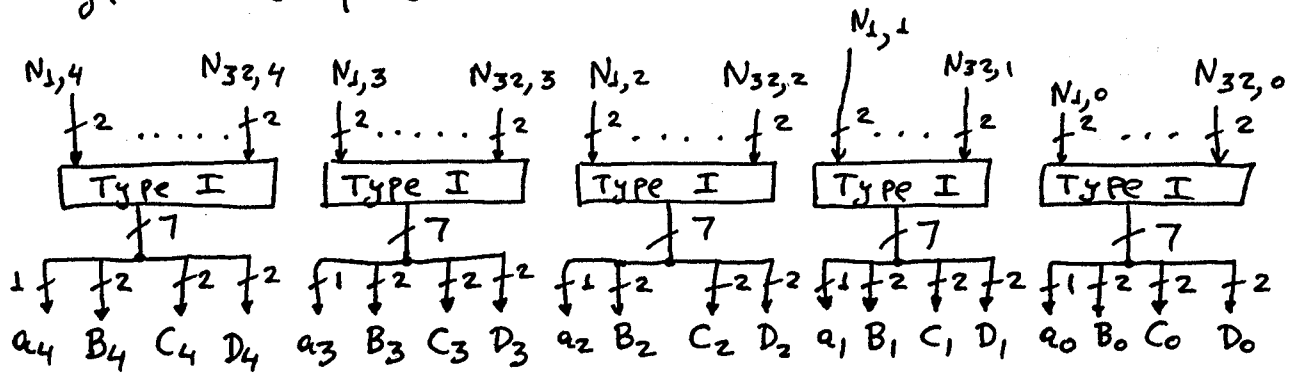 N1,4 N32,4 N1,3 N32,3 N1,2 N32,2 N1,1 N32,1 N1,0 N32,0
2 ..... 2 2 ..... 2 2 .... 2 2 ... 2 2 ... 2
Type I Type I Type I Type I Type I
7 7 7 7 7
1 2 2 2 1 2 2 2 1 2 2 2 1 2 2 2 1 2 2 2
a4 B4 C4 D4 a3 B3 C3 D3 a2 B2 C2 D2 a1 B1 C1 D1 a0 B0 C0 D0